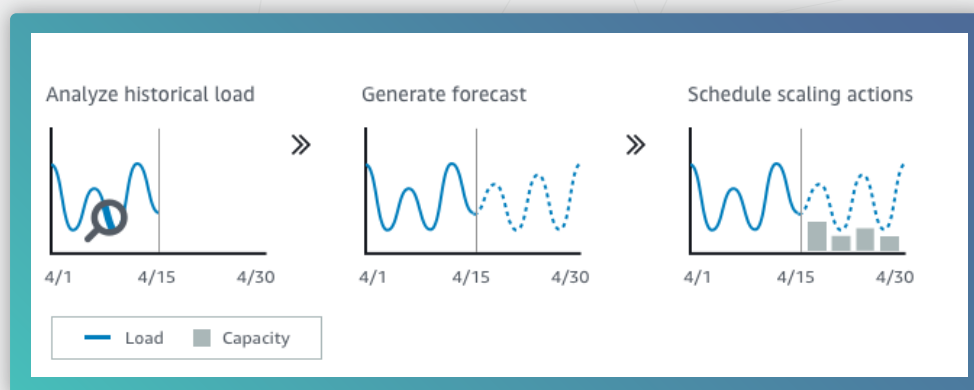 Analyze historical load
Generate forecast
Schedule scaling actions
4/1 4/15 4/30
4/1 4/15 4/30
4/1 4/15 4/30
Load Capacity